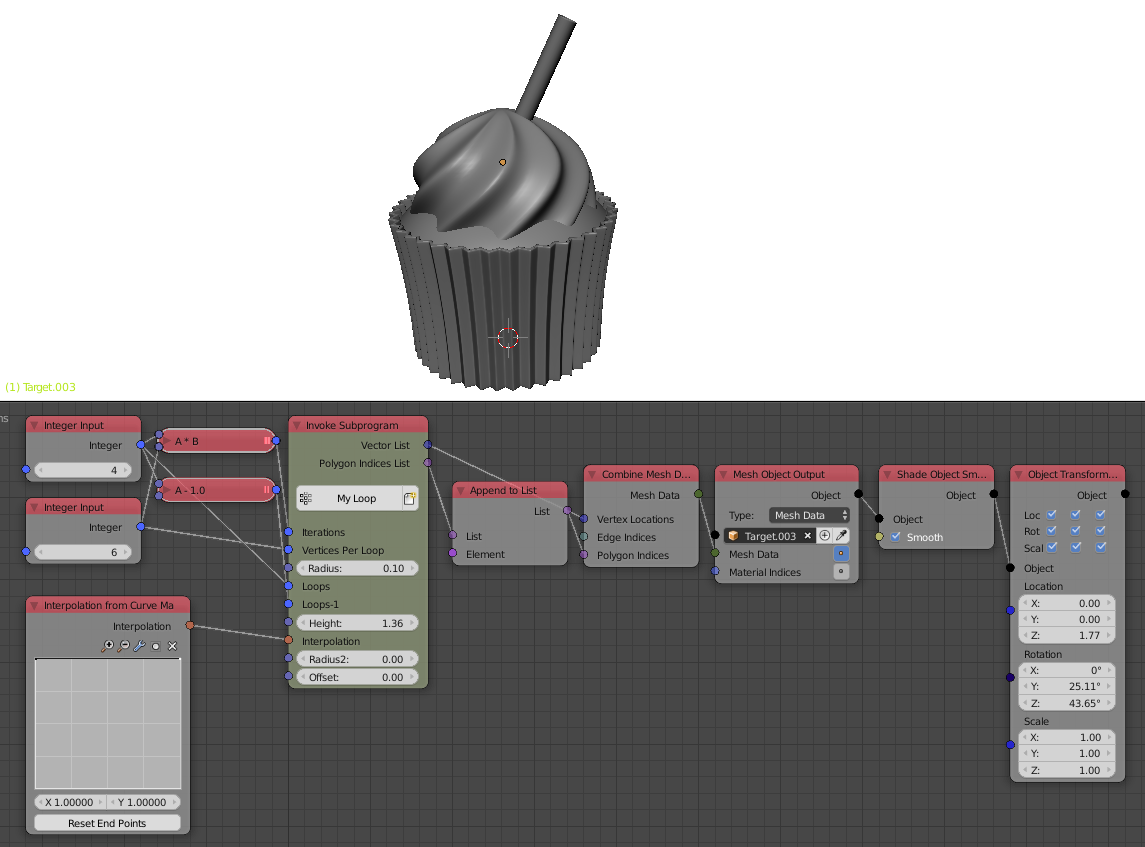 (1) Target.003
ns
Integer Input
Integer
4
A * B
A - 1.0
Integer Input
Integer
6
Interpolation from Curve Ma
Interpolation
X 1.00000 Y 1.00000
Reset End Points
Invoke Subprogram
Vector List
Polygon Indices List
My Loop
Iterations
Vertices Per Loop
Radius: 0.10
Loops
Loops-1
Height: 1.36
Interpolation
Radius2: 0.00
Offset: 0.00
Append to List
List
List
Element
Combine Mesh D...
Mesh Data
Vertex Locations
Edge Indices
Polygon Indices
Mesh Object Output
Object
Type: Mesh Data
Target.003
Mesh Data
Material Indices
Shade Object Sm...
Object
Object
Smooth
Object Transform...
Object
Loc
Rot
Scal
Object
Location
X: 0.00
Y: 0.00
Z: 1.77
Rotation
X: 0°
Y: 25.11°
Z: 43.65°
Scale
X: 1.00
Y: 1.00
Z: 1.00